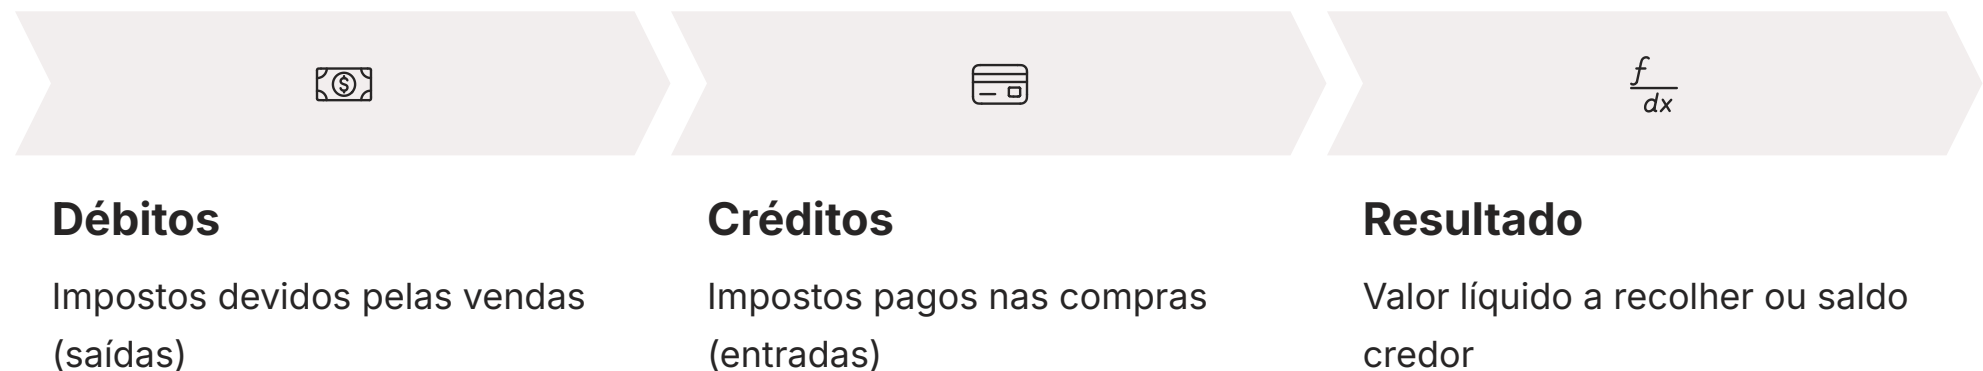 $
f
dx
Débitos
Impostos devidos pelas vendas
(saídas)
Créditos
Impostos pagos nas compras
(entradas)
Resultado
Valor líquido a recolher ou saldo
credor